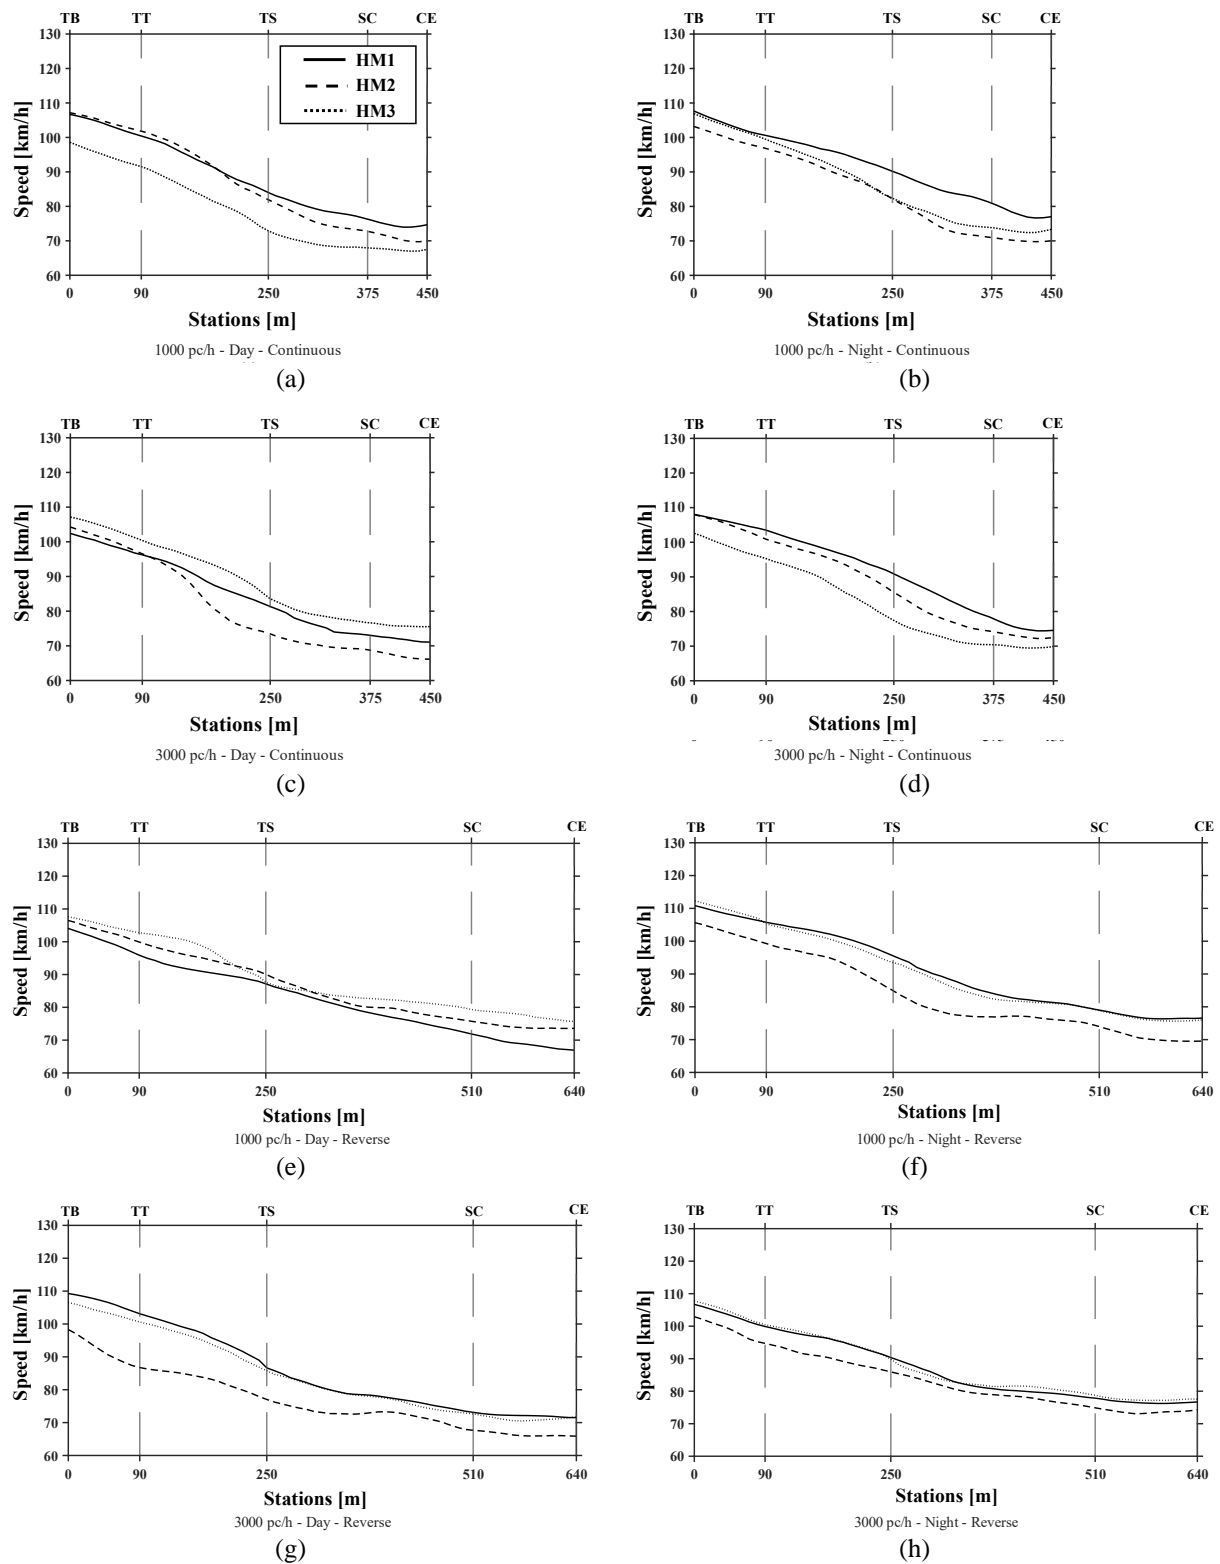 TB TT TS SC CE
130
120
110
100
90
80
70
60
Speed [km/h]
HM1
HM2
HM3
0 90 250 375 450
Stations [m]
1000 pc/h - Day - Continuous
(a)
TB TT TS SC CE
130
120
110
100
90
80
70
60
Speed [km/h]
0 90 250 375 450
Stations [m]
1000 pc/h - Night - Continuous
(b)
TB TT TS SC CE
130
120
110
100
90
80
70
60
Speed [km/h]
0 90 250 375 450
Stations [m]
3000 pc/h - Day - Continuous
(c)
TB TT TS SC CE
130
120
110
100
90
80
70
60
Speed [km/h]
0 90 250 375 450
Stations [m]
3000 pc/h - Night - Continuous
(d)
TB TT TS SC CE
130
120
110
100
90
80
70
60
Speed [km/h]
0 90 250 510 640
Stations [m]
1000 pc/h - Day - Reverse
(e)
TB TT TS SC CE
130
120
110
100
90
80
70
60
Speed [km/h]
0 90 250 510 640
Stations [m]
1000 pc/h - Night - Reverse
(f)
TB TT TS SC CE
130
120
110
100
90
80
70
60
Speed [km/h]
0 90 250 510 640
Stations [m]
3000 pc/h - Day - Reverse
(g)
TB TT TS SC CE
130
120
110
100
90
80
70
60
Speed [km/h]
0 90 250 510 640
Stations [m]
3000 pc/h - Night - Reverse
(h)